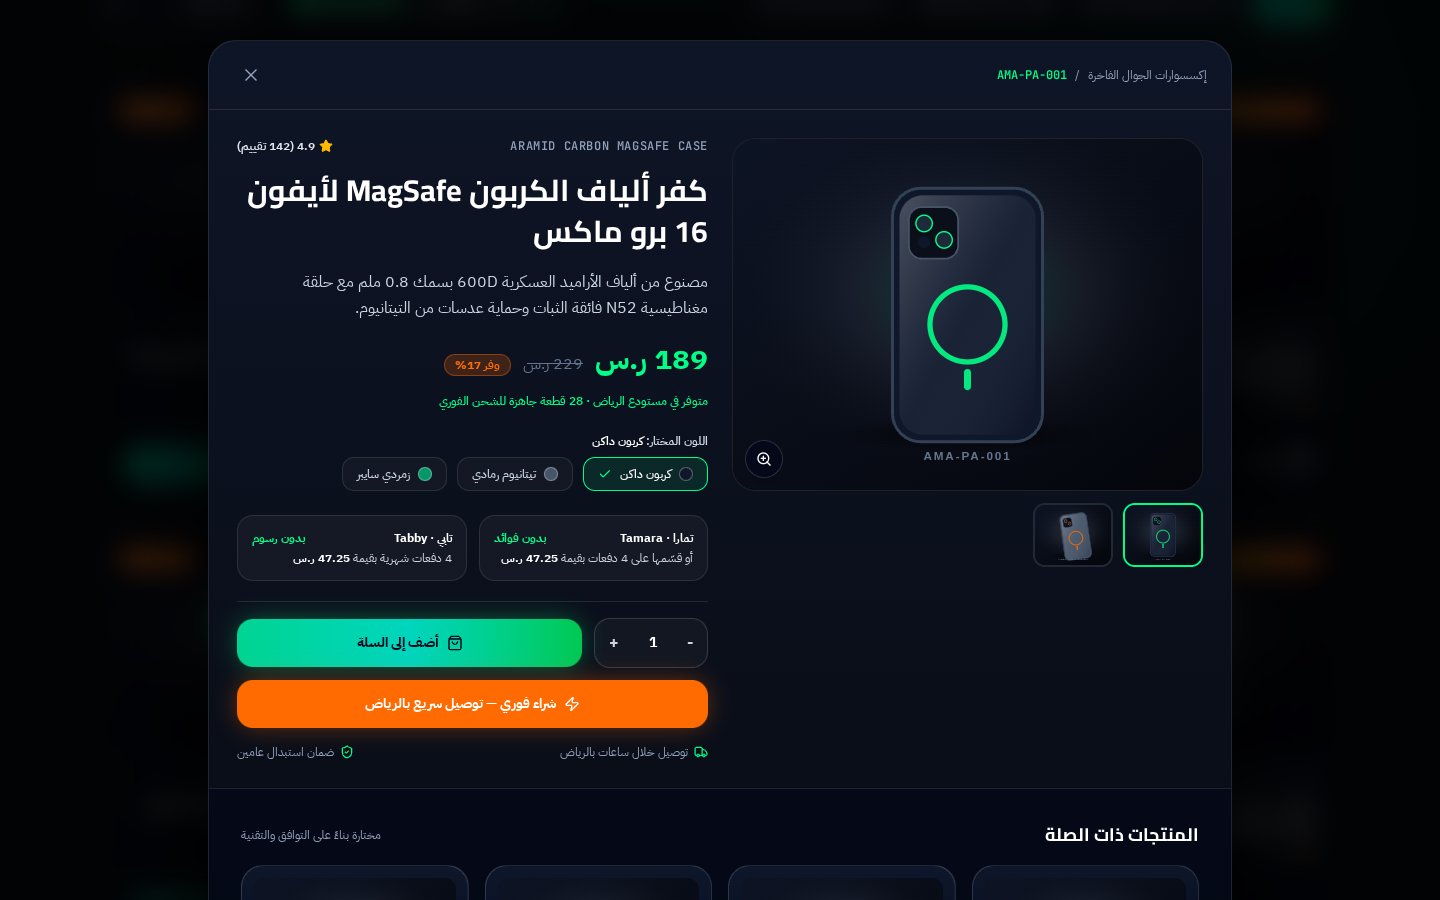 إكسسوارات الجوال الفاخرة / AMA-PA-001
AMA-PA-001
ARAMID CARBON MAGSAFE CASE
4.9 (142 تقييم)
كفر ألياف الكربون MagSafe لأيفون
16 برو ماكس
مصنوع من ألياف الأراميد العسكرية 600D بسمك 0.8 ملم مع حلقة
مغناطيسية N52 فائقة الثبات وحماية عدسات من التيتانيوم.
189 ر.س 229 ر.س وفر 17%
متوفر في مستودع الرياض · 28 قطعة جاهزة للشحن الفوري
اللون المختار: كربون داكن
كربون داكن
تيتانيوم رمادي
زمردي سايبر
تمارا · Tamara بدون فوائد
أو قسّمها على 4 دفعات بقيمة 47.25 ر.س
تابي · Tabby بدون رسوم
4 دفعات شهرية بقيمة 47.25 ر.س
- 1 +
أضف إلى السلة
شراء فوري — توصيل سريع بالرياض
توصيل خلال ساعات بالرياض
ضمان استبدال عامين
المنتجات ذات الصلة
مختارة بناءً على التوافق والتقنية